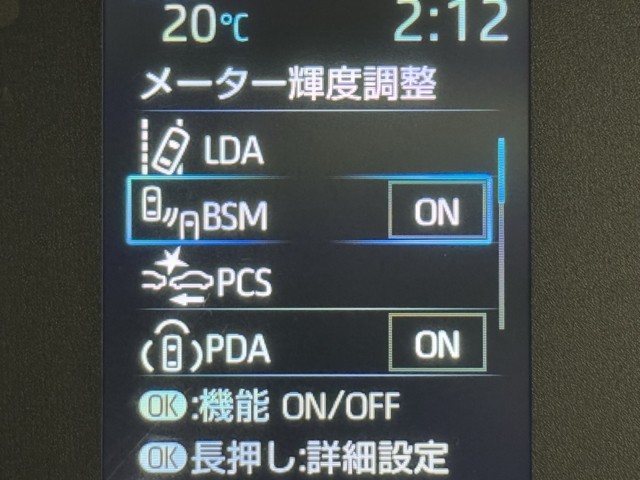 20℃ 2:12
メーター輝度調整
LDA
BSM ON
PCS
PDA ON
OK:機能 ON/OFF
OK長押し:詳細設定